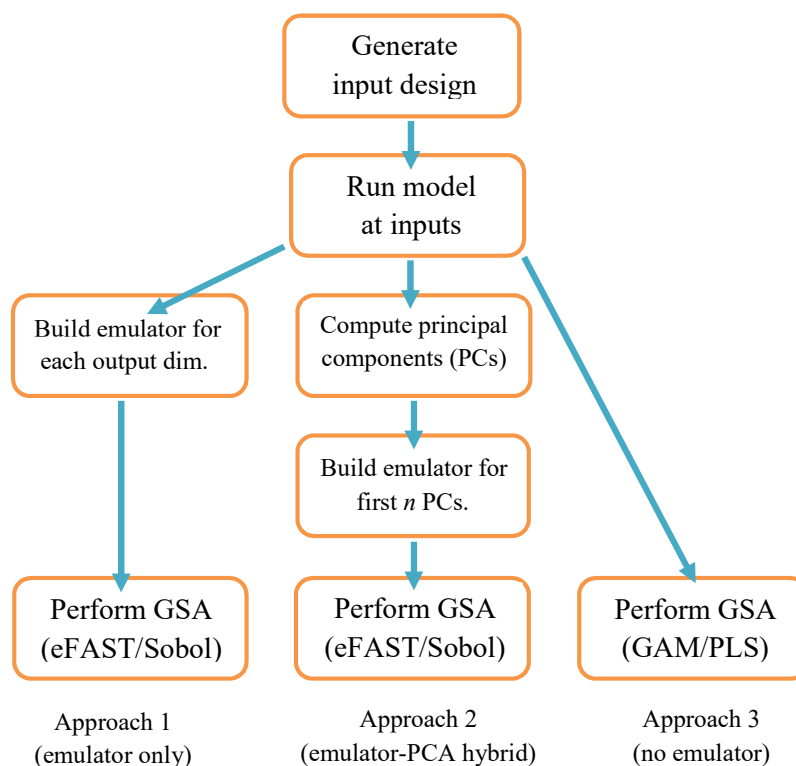 Generate
input design
Run model
at inputs
Build emulator for
each output dim.
Compute principal
components (PCs)
Build emulator for
first n PCs.
Perform GSA
(eFAST/Sobol)
Perform GSA
(eFAST/Sobol)
Perform GSA
(GAM/PLS)
Approach 1
(emulator only)
Approach 2
(emulator-PCA hybrid)
Approach 3
(no emulator)